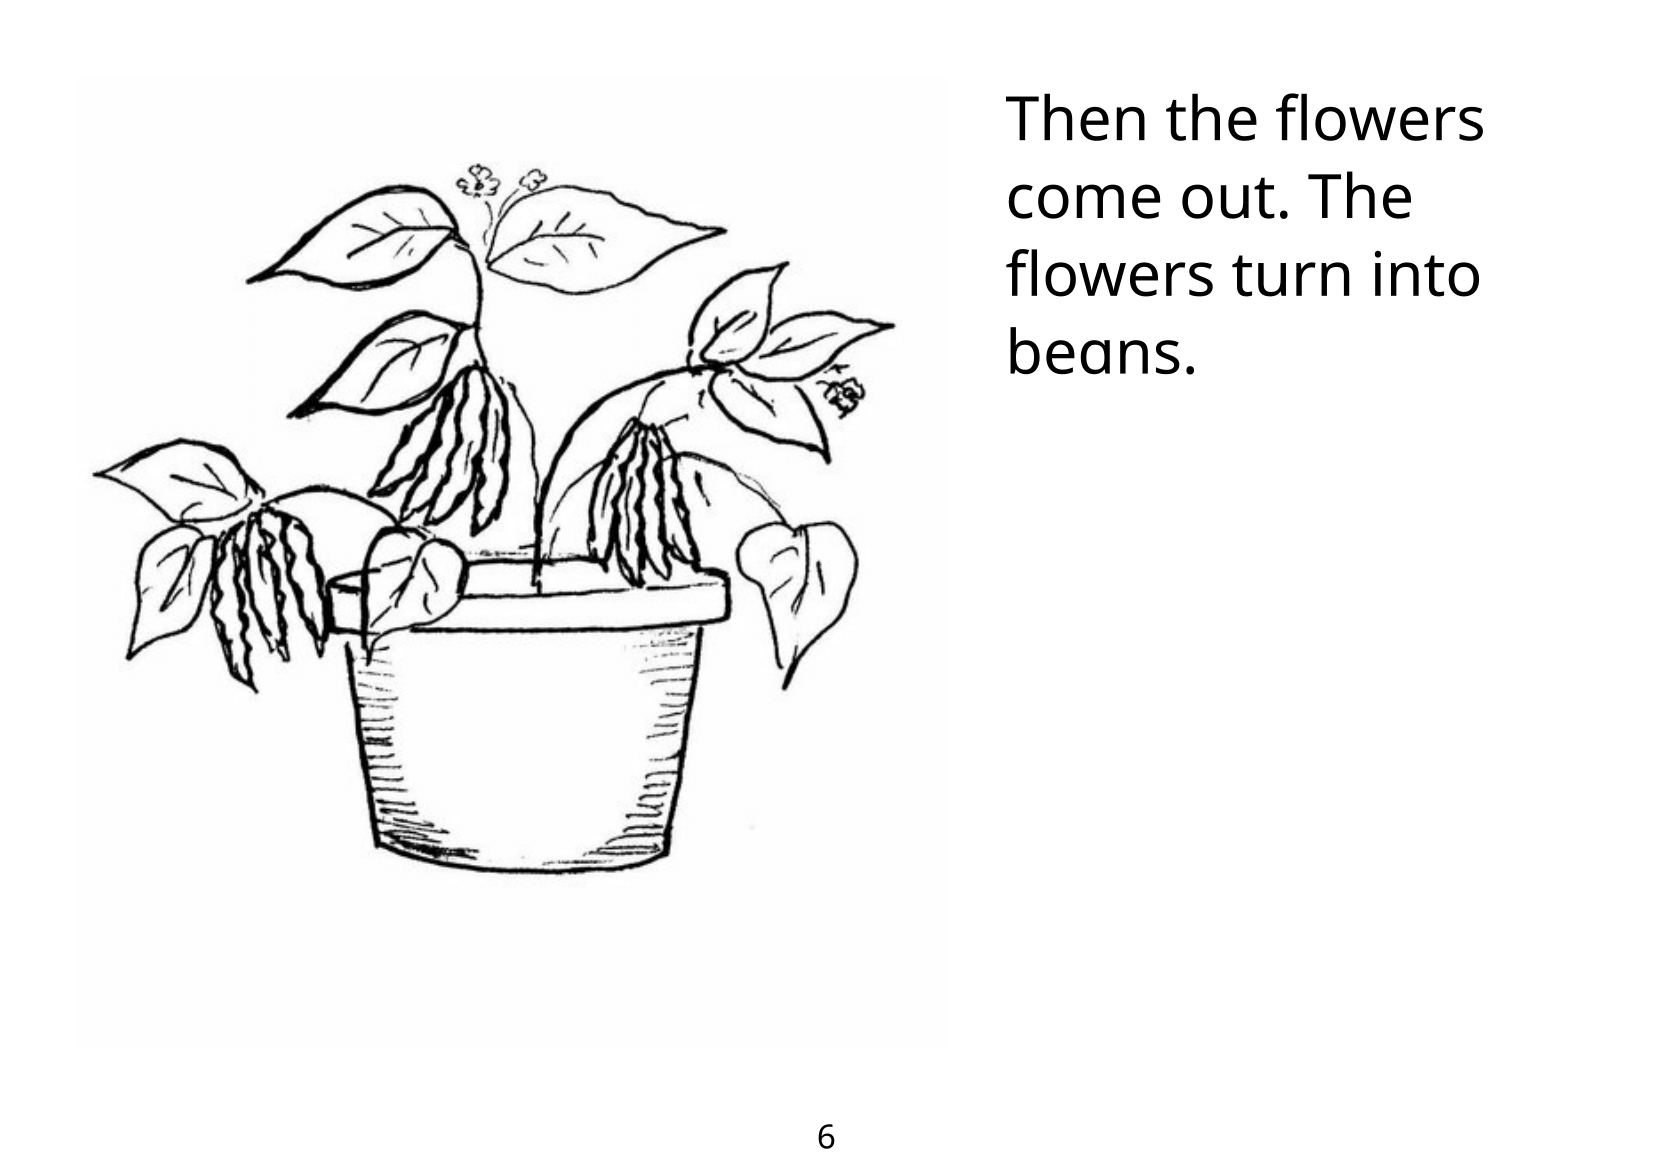 Then the flowers
come out. The
flowers turn into
beans.
6